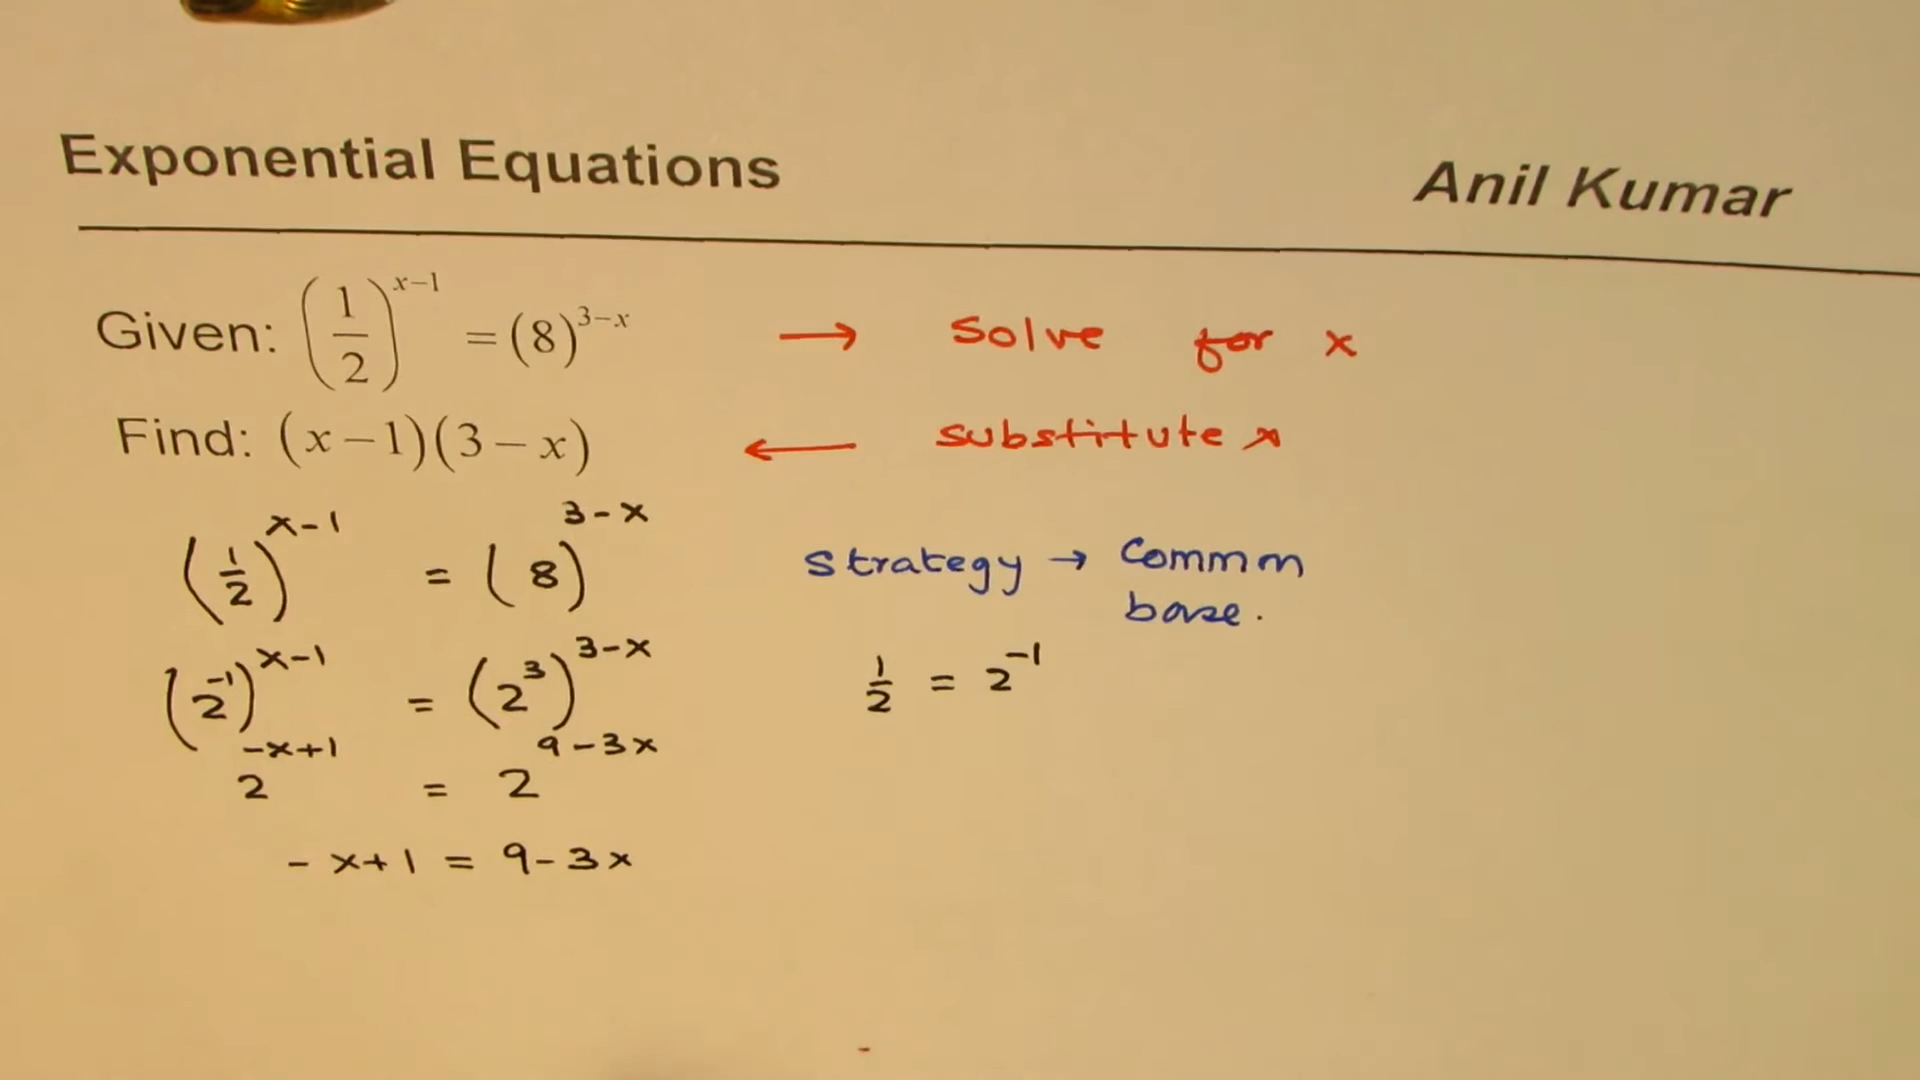 Exponential Equations Anil Kumar
Given: (1/2)^(x−1) = (8)^(3−x) → Solve for x
Find: (x−1)(3−x) ← substitute x
(1/2)^(x-1) = (8)^(3-x) Strategy → Common
base.
(2^-1)^(x-1) = (2^3)^(3-x) 1/2 = 2^-1
2^(-x+1) = 2^(9-3x)
-x+1 = 9-3x